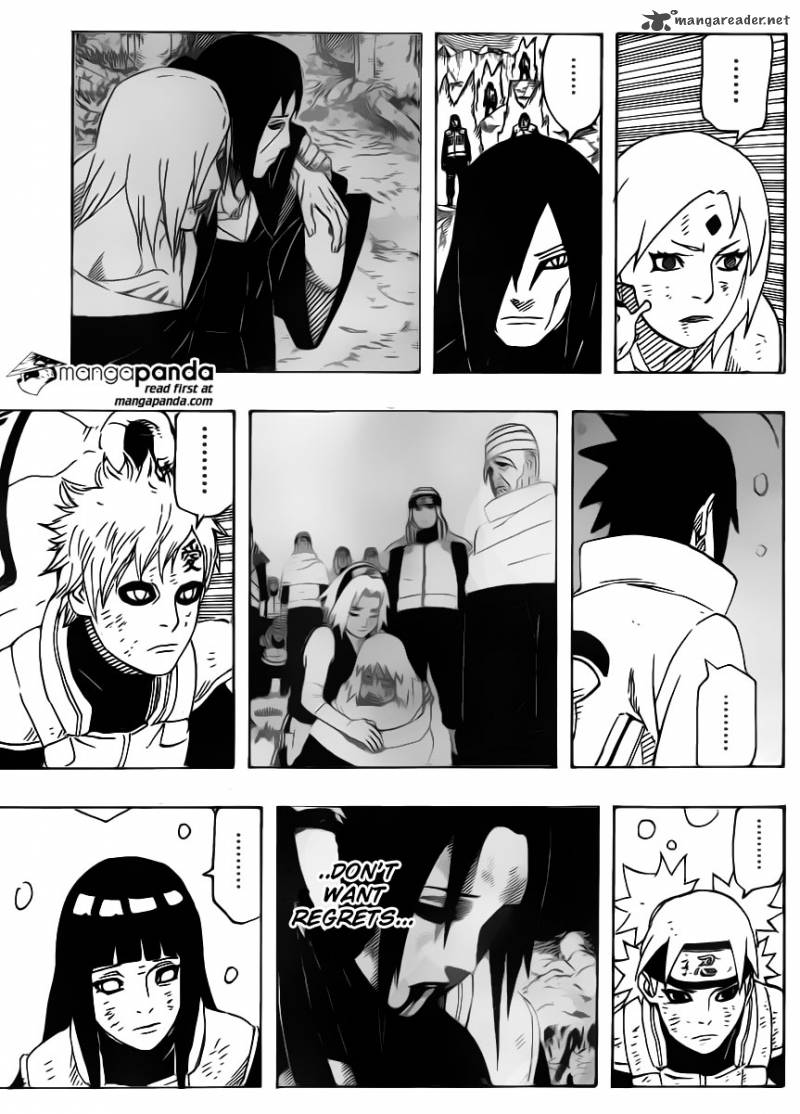 mangareader.net
........
........
mangapanda
read first at
mangapanda.com
........
愛
........
忍
........
..DON'T
WANT
REGRETS...
........